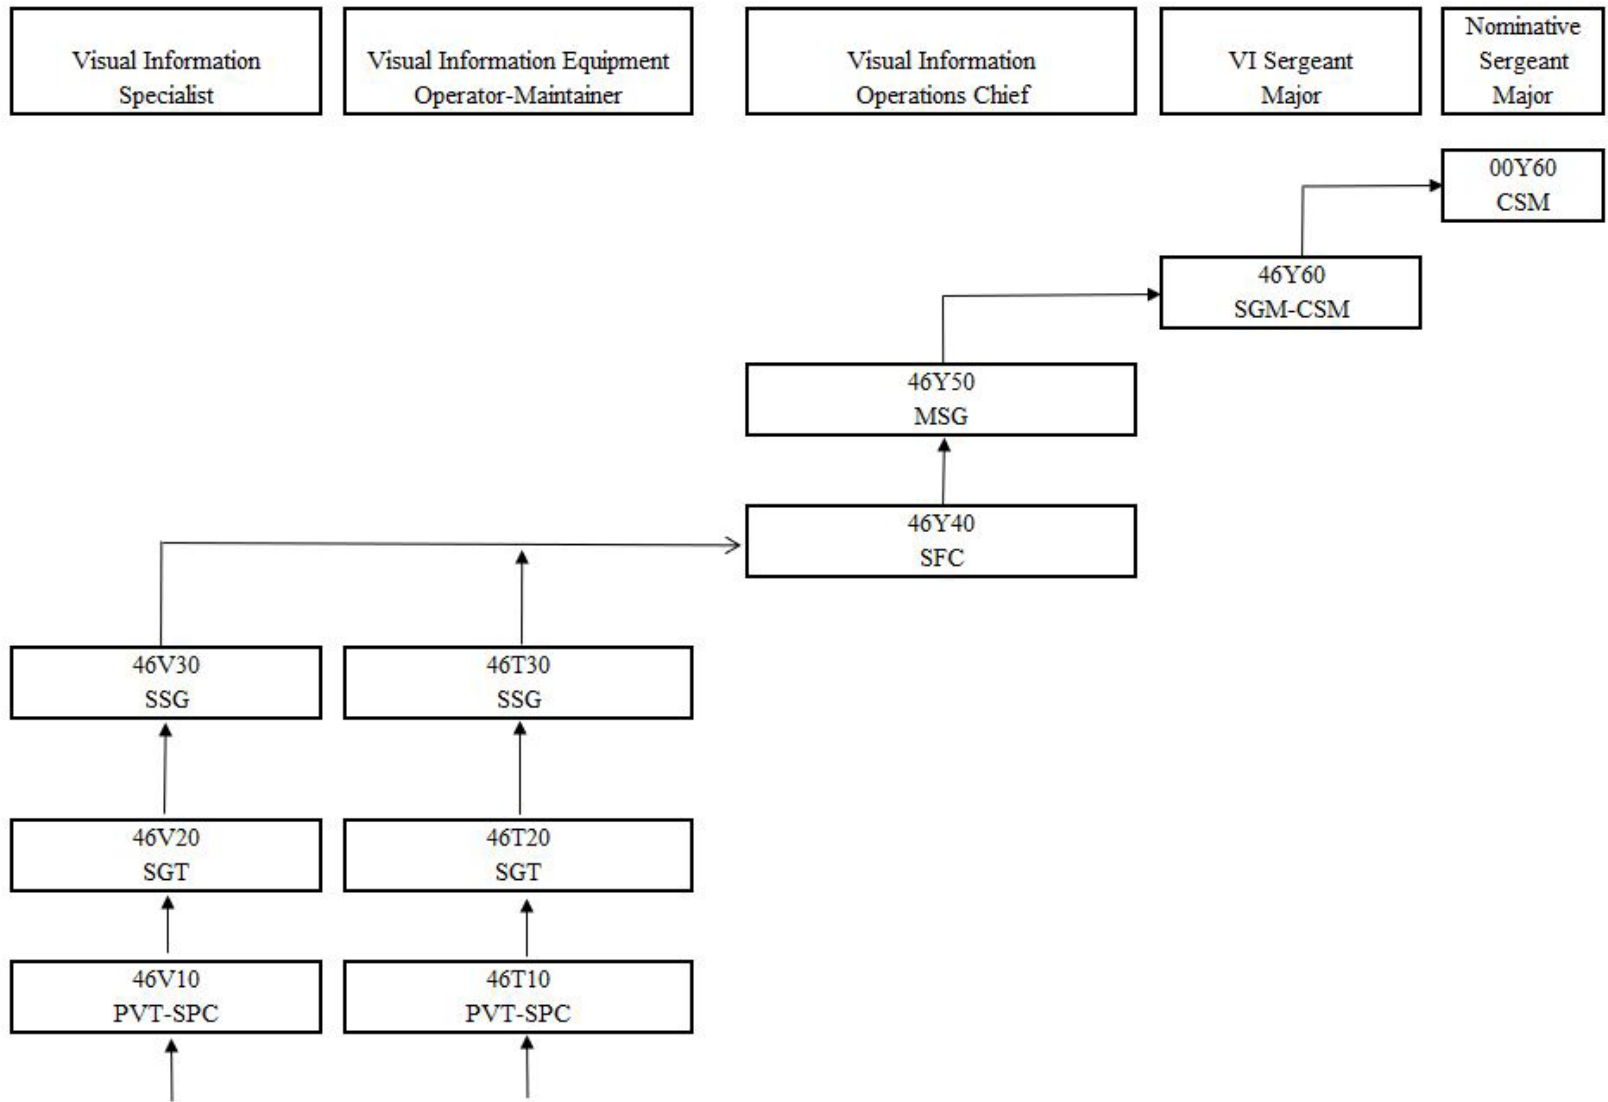 Visual Information
Specialist
Visual Information Equipment
Operator-Maintainer
Visual Information
Operations Chief
VI Sergeant
Major
Nominative
Sergeant
Major
00Y60
CSM
46Y60
SGM-CSM
46Y50
MSG
46Y40
SFC
46V30
SSG
46T30
SSG
46V20
SGT
46T20
SGT
46V10
PVT-SPC
46T10
PVT-SPC